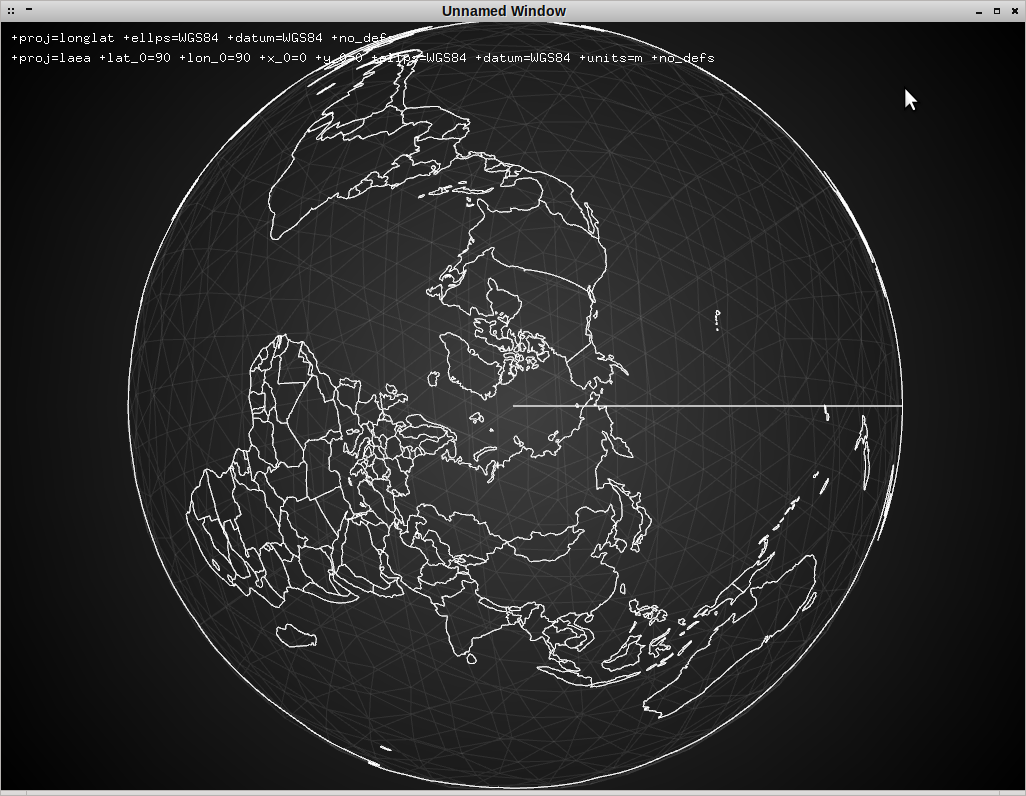 Unnamed Window
+proj=longlat +ellps=WGS84 +datum=WGS84 +no_defs
+proj=laea +lat_0=90 +lon_0=90 +x_0=0 +y_0=0 +ellps=WGS84 +datum=WGS84 +units=m +no_defs